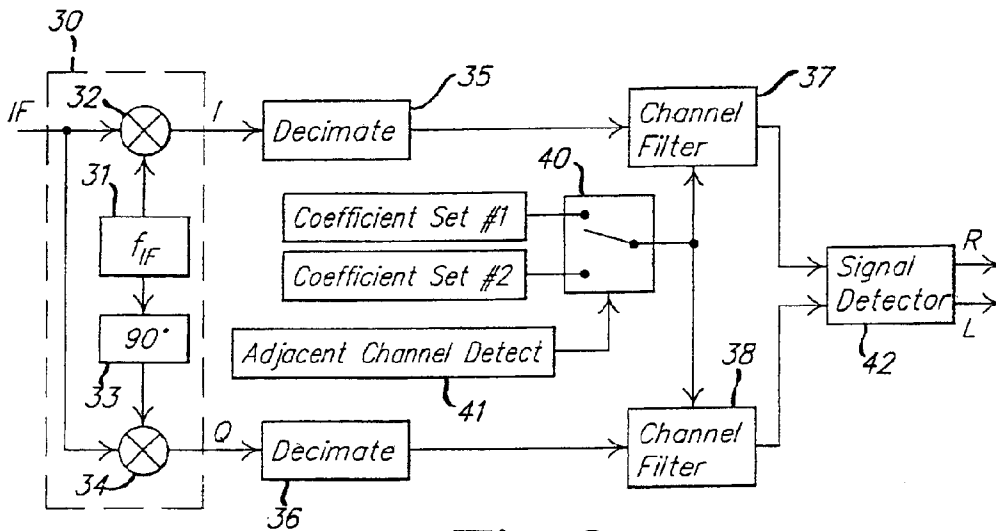 30
IF
32
I
35
Decimate
37
Channel
Filter
31
f_IF
40
Coefficient Set #1
Coefficient Set #2
90°
33
Adjacent Channel Detect
41
R
Signal
Detector
L
42
38
Q
34
Decimate
36
Channel
Filter